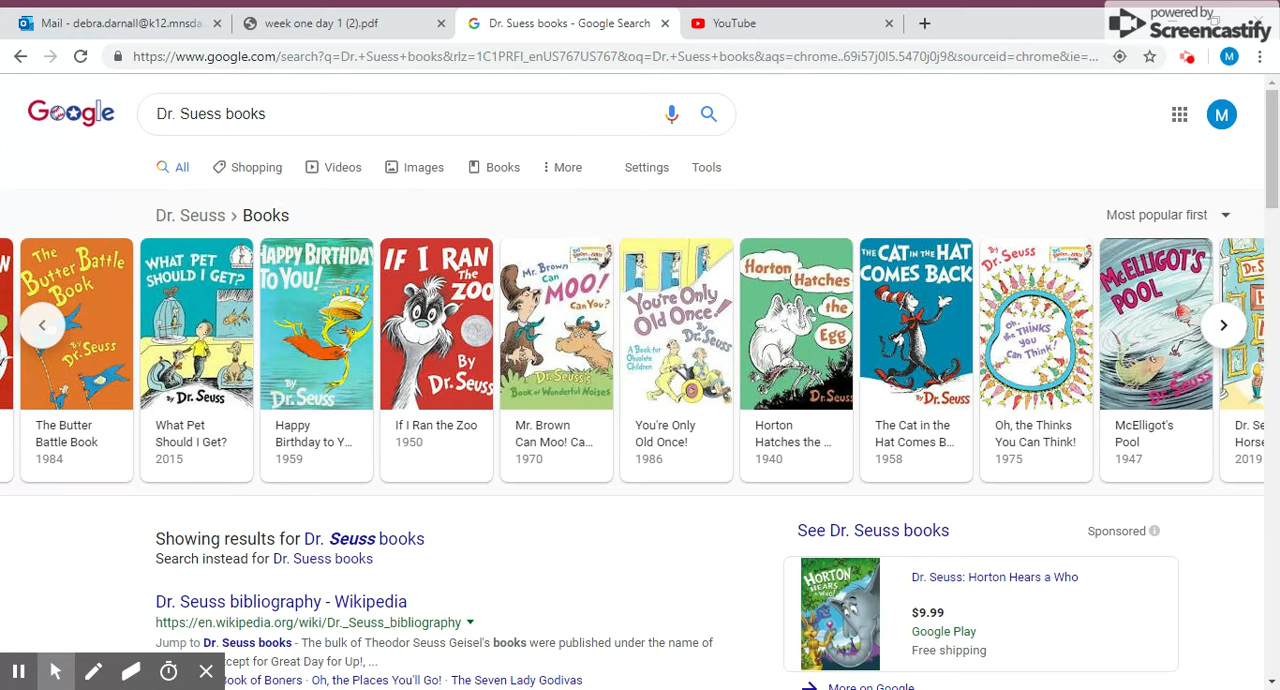 Mail - debra.darnall@k12.mnsda
week one day 1 (2).pdf
Dr. Seuss books - Google Search
YouTube
powered by
Screencastify
https://www.google.com/search?q=Dr.+Suess+books&rlz=1C1PRFI_enUS767US767&oq=Dr.+Suess+books&aqs=chrome..69i57j0l5.5470j0j9&sourceid=chrome&ie=...
M
Google
Dr. Suess books
M
All
Shopping
Videos
Images
Books
More
Settings
Tools
Dr. Seuss › Books
Most popular first
The
Butter Battle
Book
By Dr. Seuss
WHAT PET
SHOULD I GET?
By Dr. Seuss
HAPPY BIRTHDAY
TO YOU!
BY
Dr. Seuss
IF I RAN
The
ZOO
By
Dr. Seuss
Mr. Brown
Can
MOO!
Can You?
Dr. Seuss's
Book of Wonderful Noises
You're Only
Old Once!
By
Dr. Seuss
A Book for
Obsolete
Children
Horton
Hatches
the
Egg
Dr. Seuss
THE CAT IN THE HAT
COMES BACK
By Dr. Seuss
By Dr. Seuss
Oh, the
THINKS
you
can Think!
McELLIGOT'S
POOL
Dr. Seuss
The Butter
Battle Book
1984
What Pet
Should I Get?
2015
Happy
Birthday to Y...
1959
If I Ran the Zoo
1950
Mr. Brown
Can Moo! Ca...
1970
You're Only
Old Once!
1986
Horton
Hatches the ...
1940
The Cat in the
Hat Comes B...
1958
Oh, the Thinks
You Can Think!
1975
McElligot's
Pool
1947
Dr. Se
Horse
2019
Showing results for Dr. Seuss books
Search instead for Dr. Suess books
Dr. Seuss bibliography - Wikipedia
https://en.wikipedia.org/wiki/Dr._Seuss_bibliography
Jump to Dr. Seuss books - The bulk of Theodor Seuss Geisel's books were published under the name of
cept for Great Day for Up!, ...
Book of Boners · Oh, the Places You'll Go! · The Seven Lady Godivas
See Dr. Seuss books
Sponsored
HORTON
HEARS
a WHO!
Dr. Seuss: Horton Hears a Who
$9.99
Google Play
Free shipping
More on Google